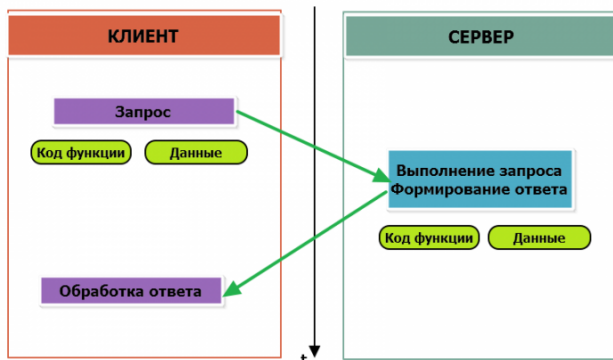 КЛИЕНТ
СЕРВЕР
Запрос
Код функции
Данные
Выполнение запроса
Формирование ответа
Код функции
Данные
Обработка ответа
t